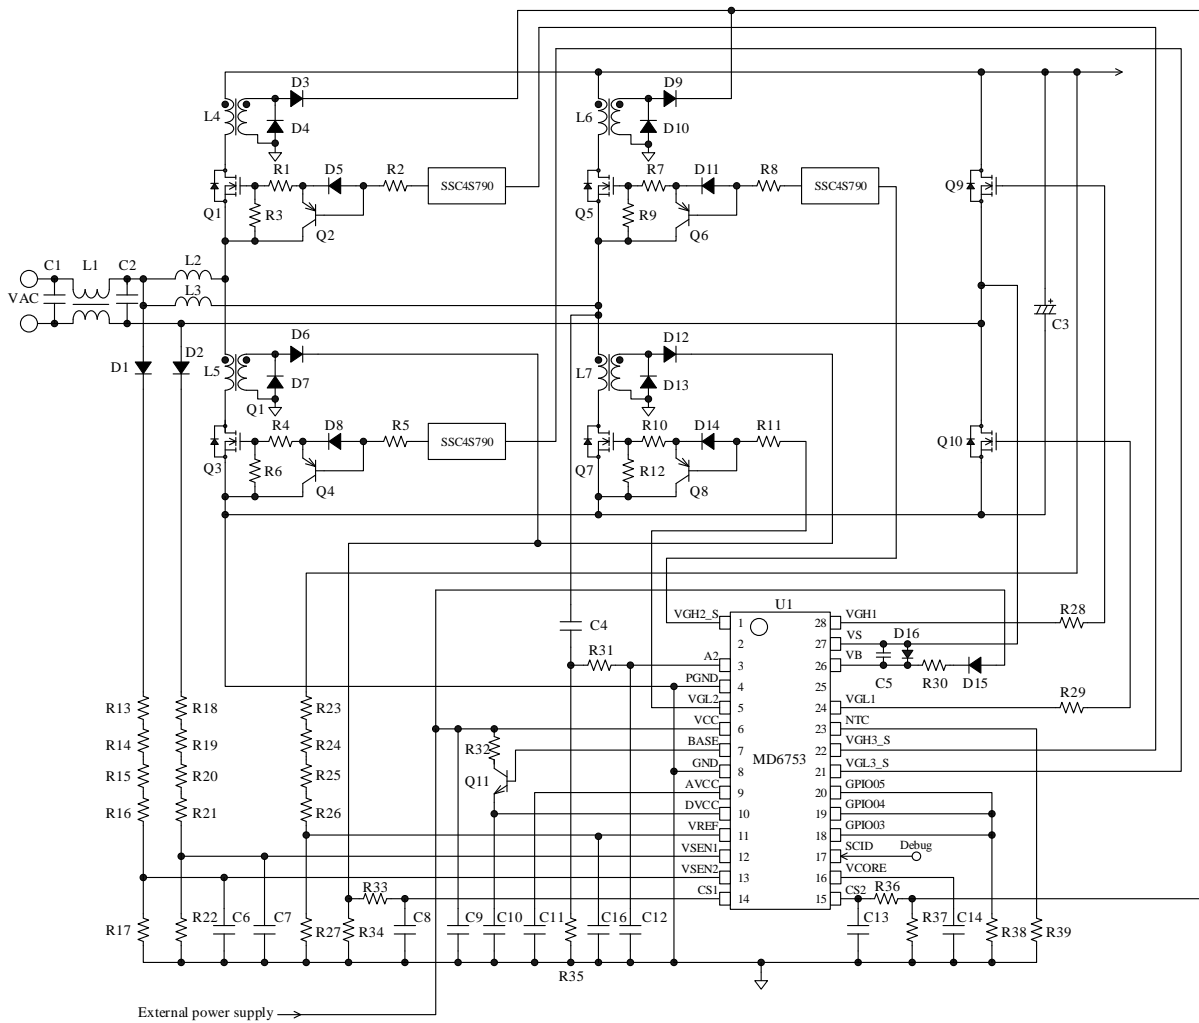 D3
D9
L4
D4
L6
D10
R1
D5
R2
SSC4S790
R7
D11
R8
SSC4S790
Q9
Q1
R3
Q2
Q5
R9
Q6
C1
L1
C2
L2
L3
VAC
C3
D1
D2
D6
D12
L5
D7
Q1
L7
D13
R4
D8
R5
SSC4S790
R10
D14
R11
Q10
Q3
R6
Q4
Q7
R12
Q8
U1
VGH2_S
1
28
VGH1
R28
C4
2
27
VS
D16
R31
A2
3
26
VB
C5
R30
D15
PGND
4
25
R29
R13
R18
R23
VGL2
5
24
VGL1
VCC
6
23
NTC
R14
R19
R24
R32
BASE
7
22
VGH3_S
MD6753
R15
R20
R25
Q11
GND
8
21
VGL3_S
AVCC
9
20
GPIO05
R16
R21
R26
DVCC
10
19
GPIO04
VREF
11
18
GPIO03
VSEN1
12
17
SCID
Debug
VSEN2
13
16
VCORE
R33
CS1
14
15
CS2
R36
R17
R22
C6
C7
R27
R34
C8
C9
C10
C11
C16
C12
C13
R37
C14
R38
R39
R35
External power supply